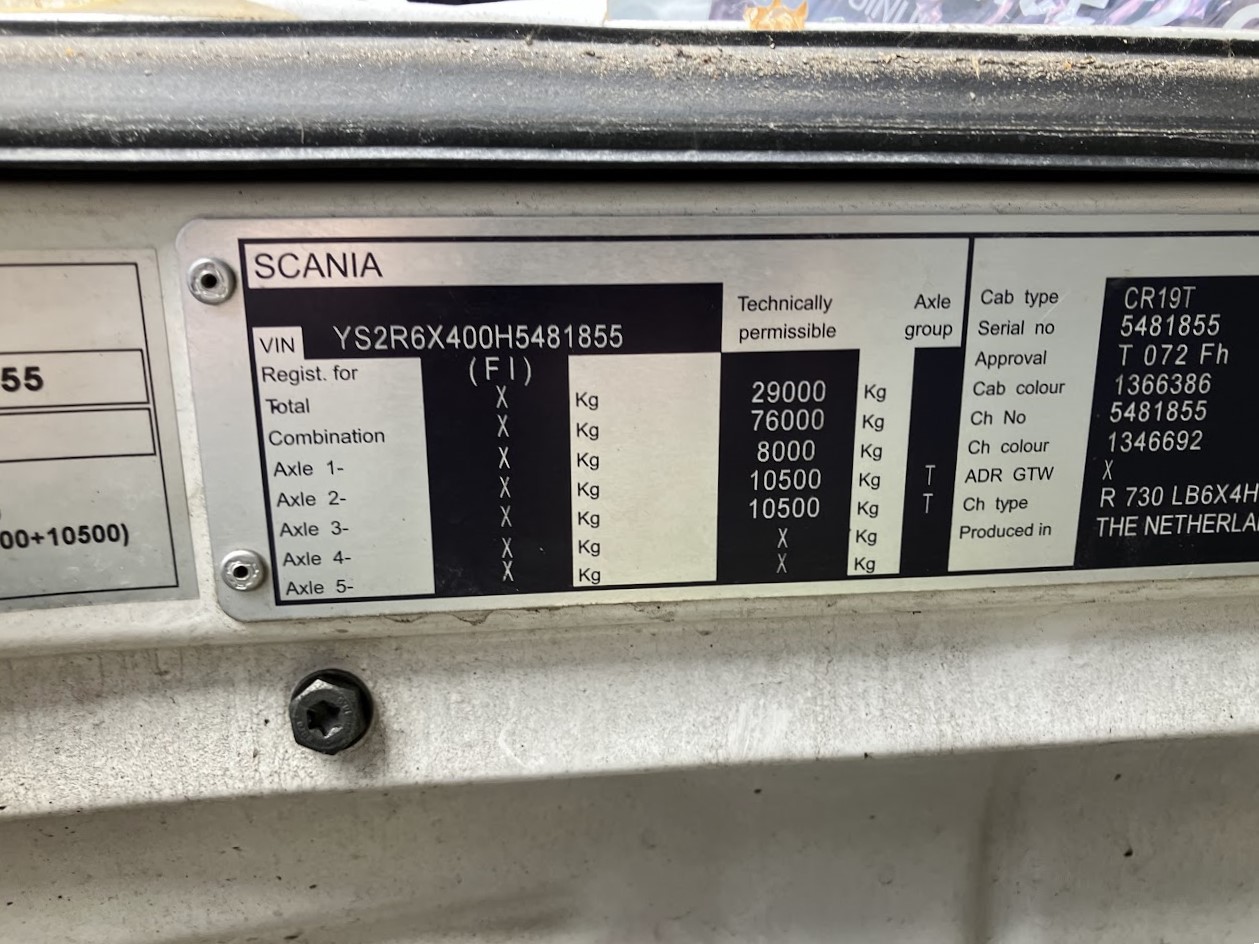 55
00+10500)
SCANIA
VIN YS2R6X400H5481855
Technically permissible
Axle group
Regist. for (FI)
Total X Kg 29000 Kg
Combination X Kg 76000 Kg
Axle 1- X Kg 8000 Kg
Axle 2- X Kg 10500 Kg T
Axle 3- X Kg 10500 Kg T
Axle 4- X Kg X Kg
Axle 5- X Kg X Kg
Cab type CR19T
Serial no 5481855
Approval T 072 Fh
Cab colour 1366386
Ch No 5481855
Ch colour 1346692
ADR GTW X
Ch type R 730 LB6X4H
Produced in THE NETHERLA